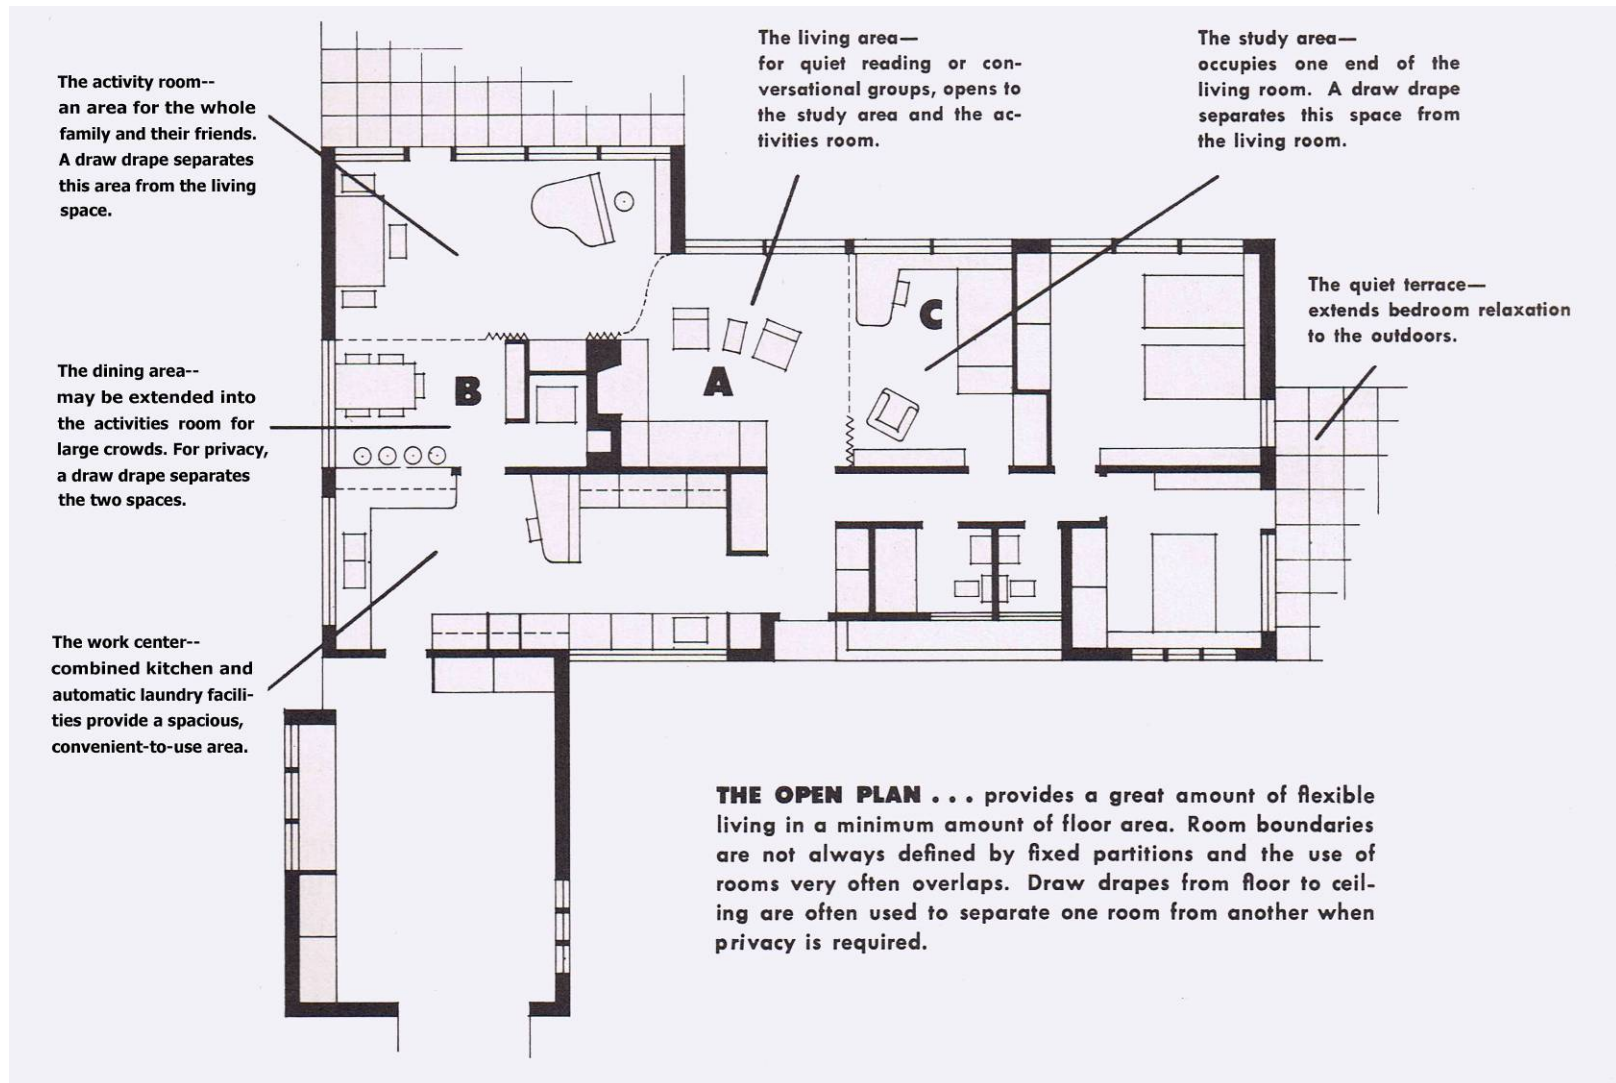 The activity room--
an area for the whole
family and their friends.
A draw drape separates
this area from the living
space.
The living area—
for quiet reading or con-
versational groups, opens to
the study area and the ac-
tivities room.
The study area—
occupies one end of the
living room. A draw drape
separates this space from
the living room.
The quiet terrace—
extends bedroom relaxation
to the outdoors.
The dining area--
may be extended into
the activities room for
large crowds. For privacy,
a draw drape separates
the two spaces.
C
A
B
The work center--
combined kitchen and
automatic laundry facili-
ties provide a spacious,
convenient-to-use area.
THE OPEN PLAN . . . provides a great amount of flexible
living in a minimum amount of floor area. Room boundaries
are not always defined by fixed partitions and the use of
rooms very often overlaps. Draw drapes from floor to ceil-
ing are often used to separate one room from another when
privacy is required.